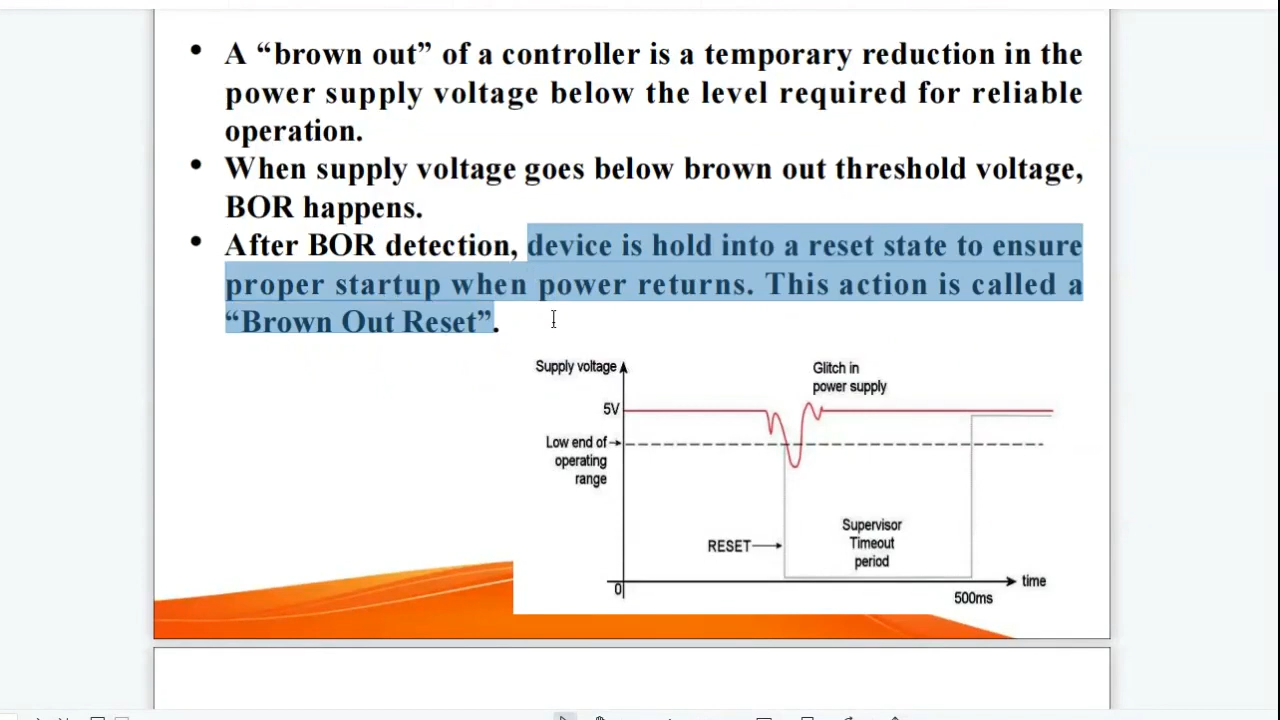 • A “brown out” of a controller is a temporary reduction in the
power supply voltage below the level required for reliable
operation.
• When supply voltage goes below brown out threshold voltage,
BOR happens.
• After BOR detection, device is hold into a reset state to ensure
proper startup when power returns. This action is called a
“Brown Out Reset”.
Supply voltage
Glitch in
power supply
5V
Low end of
operating
range
RESET
Supervisor
Timeout
period
0
time
500ms